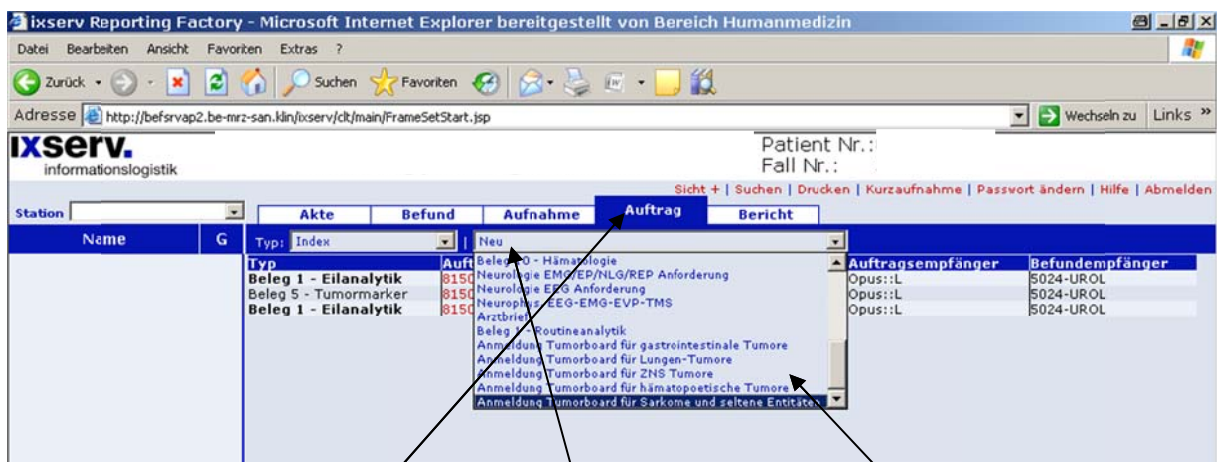 ixserv Reporting Factory - Microsoft Internet Explorer bereitgestellt von Bereich Humanmedizin
Datei Bearbeiten Ansicht Favoriten Extras ?
Zurück Suchen Favoriten
Adresse http://befsrvap2.be-mrz-san.klin/ixserv/clt/main/FrameSetStart.jsp Wechseln zu Links »
ixserv.
informationslogistik
Patient Nr.:
Fall Nr.:
Sicht + | Suchen | Drucken | Kurzaufnahme | Passwort ändern | Hilfe | Abmelden
Station Akte Befund Aufnahme Auftrag Bericht
Name G Typ: Index | Neu
Typ Auft Auftragsempfänger Befundempfänger
Beleg 1 - Eilanalytik 8150 Opus::L 5024-UROL
Beleg 5 - Tumormarker 8150 Opus::L 5024-UROL
Beleg 1 - Eilanalytik 8150 Opus::L 5024-UROL
Beleg 10 - Hämatologie
Neurologie EMG/EP/NLG/REP Anforderung
Neurologie EEG Anforderung
Neurophys. EEG-EMG-EVP-TMS
Arztbrief
Beleg 1 - Routineanalytik
Anmeldung Tumorboard für gastrointestinale Tumore
Anmeldung Tumorboard für Lungen-Tumore
Anmeldung Tumorboard für ZNS Tumore
Anmeldung Tumorboard für hämatopoetische Tumore
Anmeldung Tumorboard für Sarkome und seltene Entitäten